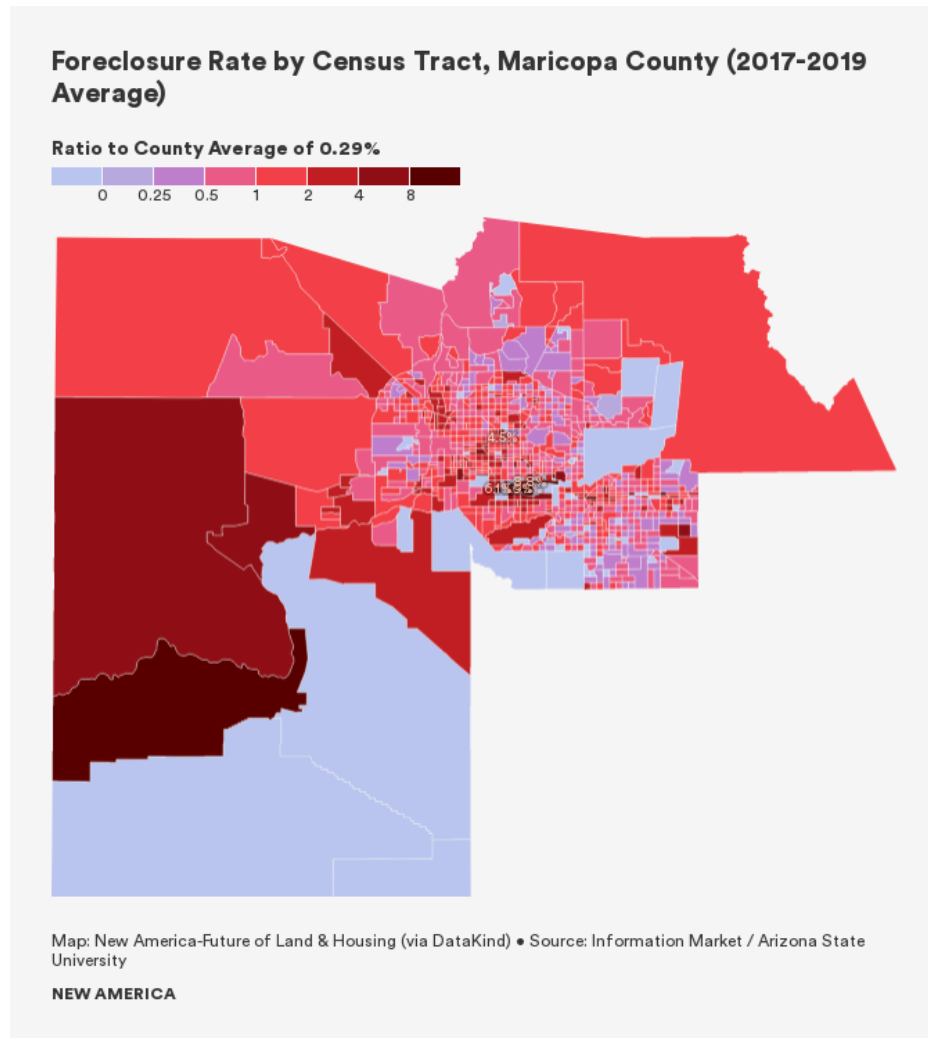 Foreclosure Rate by Census Tract, Maricopa County (2017-2019
Average)
Ratio to County Average of 0.29%
0 0.25 0.5 1 2 4 8
Map: New America-Future of Land & Housing (via DataKind) ● Source: Information Market / Arizona State
University
NEW AMERICA